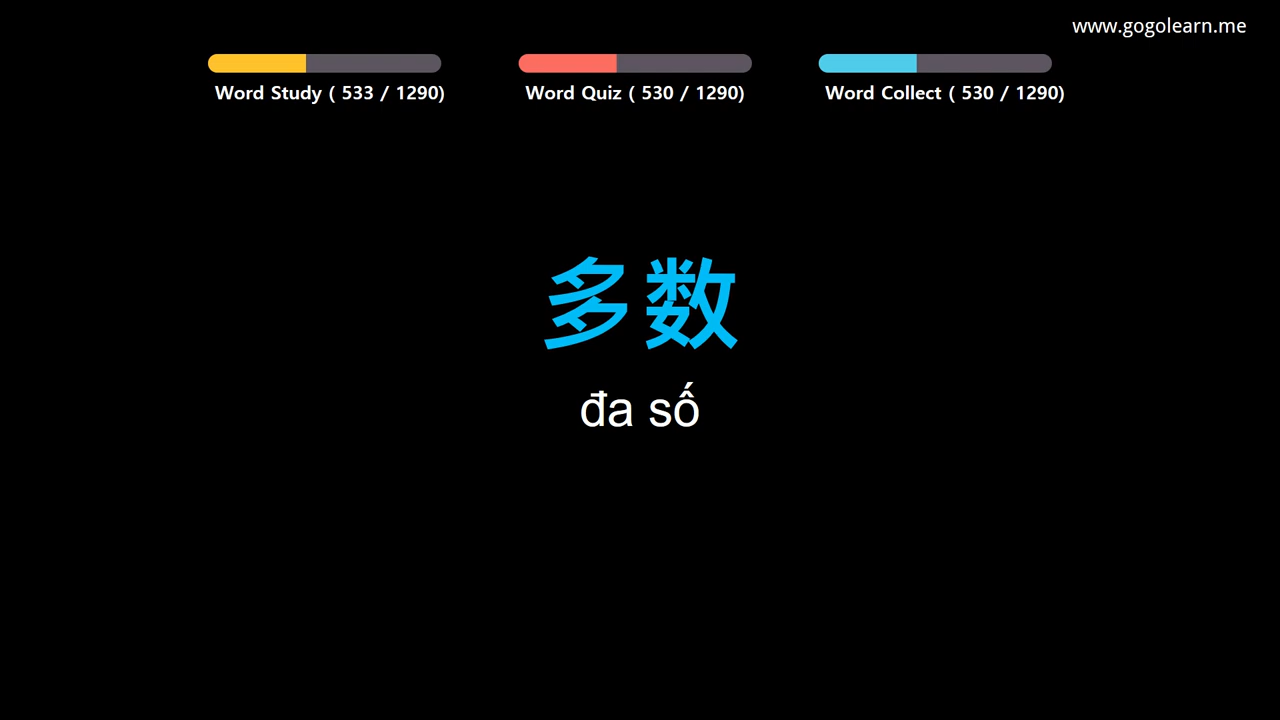 www.gogolearn.me
Word Study ( 533 / 1290)
Word Quiz ( 530 / 1290)
Word Collect ( 530 / 1290)
多数
đa số